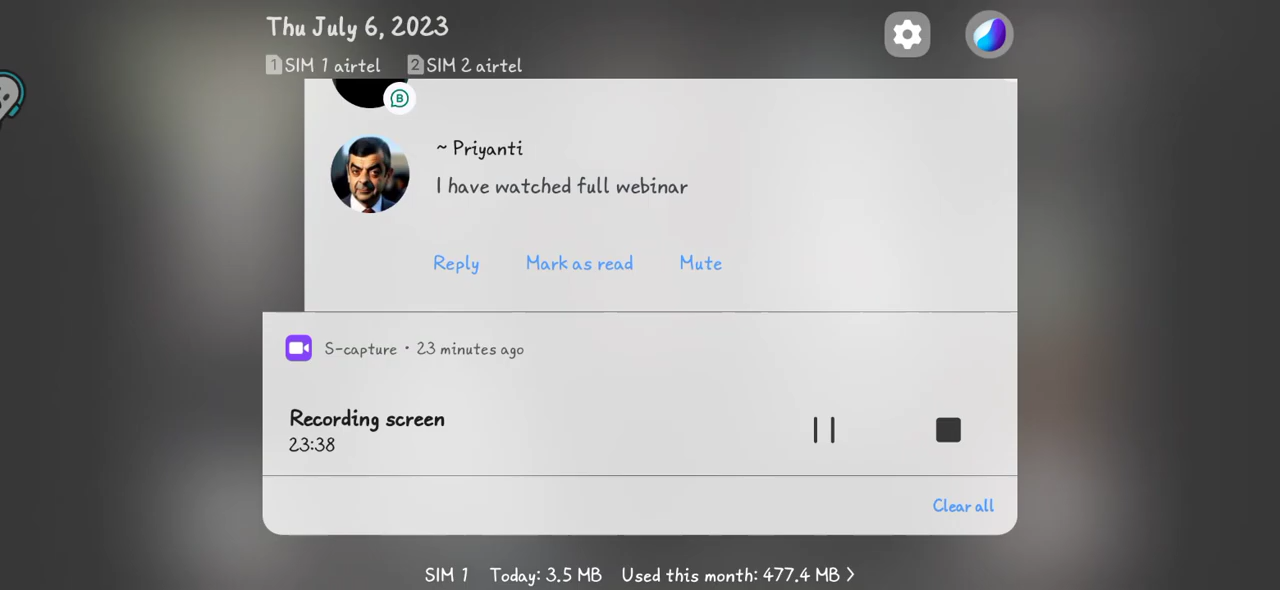 Thu July 6, 2023
1 SIM 1 airtel 2 SIM 2 airtel
B
~ Priyanti
I have watched full webinar
Reply Mark as read Mute
S-capture • 23 minutes ago
Recording screen
23:38
Clear all
SIM 1 Today: 3.5 MB Used this month: 477.4 MB >